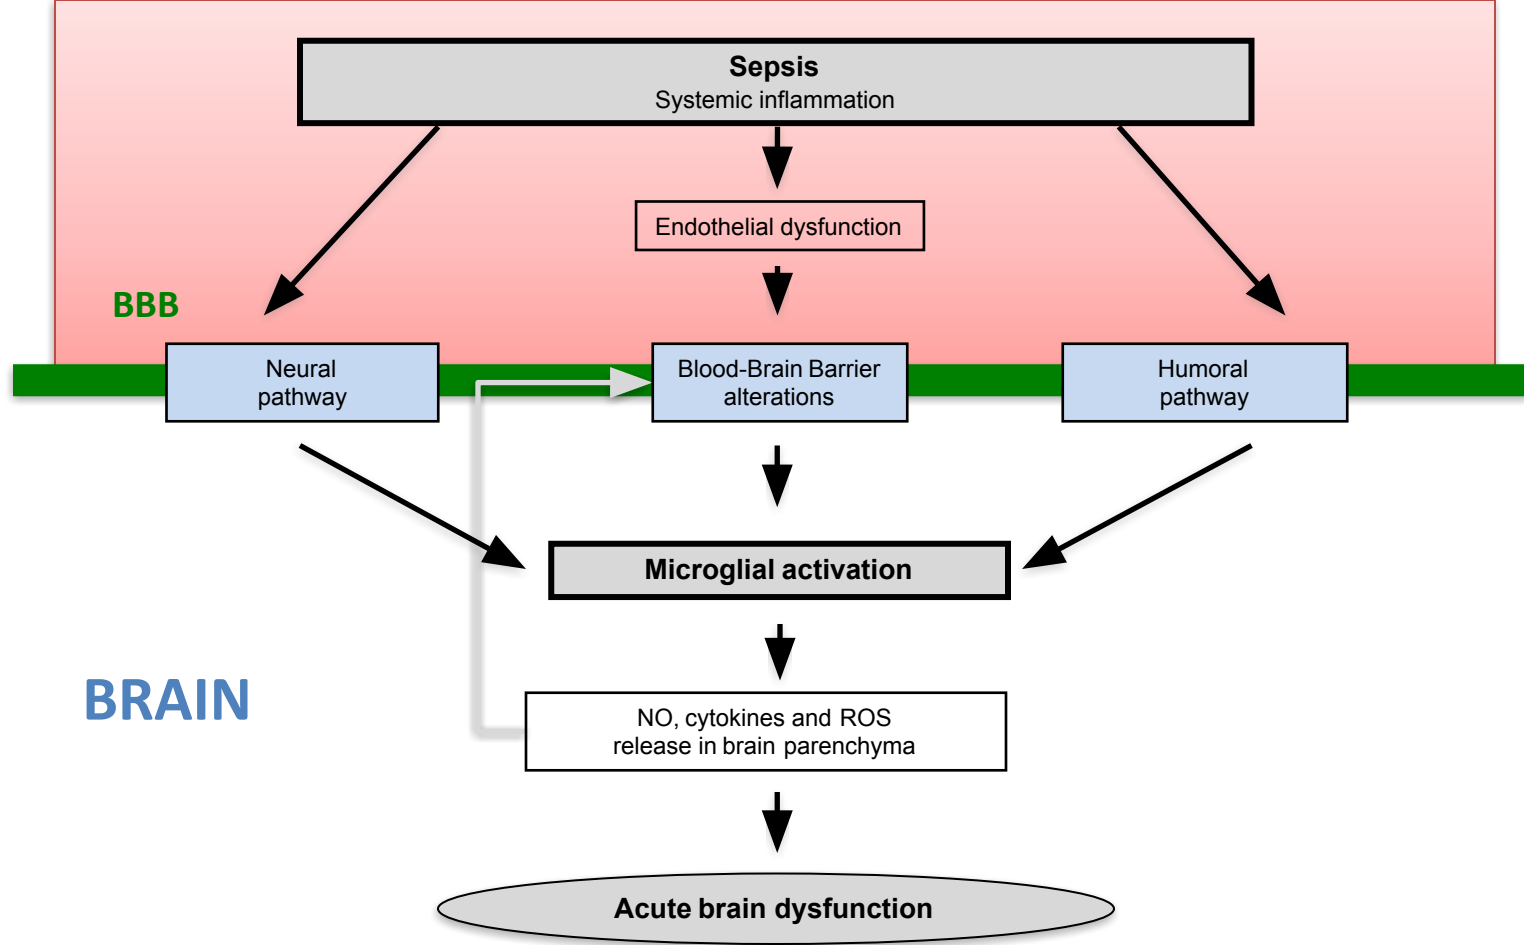 Sepsis
Systemic inflammation
Endothelial dysfunction
BBB
Neural
pathway
Blood-Brain Barrier
alterations
Humoral
pathway
Microglial activation
BRAIN
NO, cytokines and ROS
release in brain parenchyma
Acute brain dysfunction